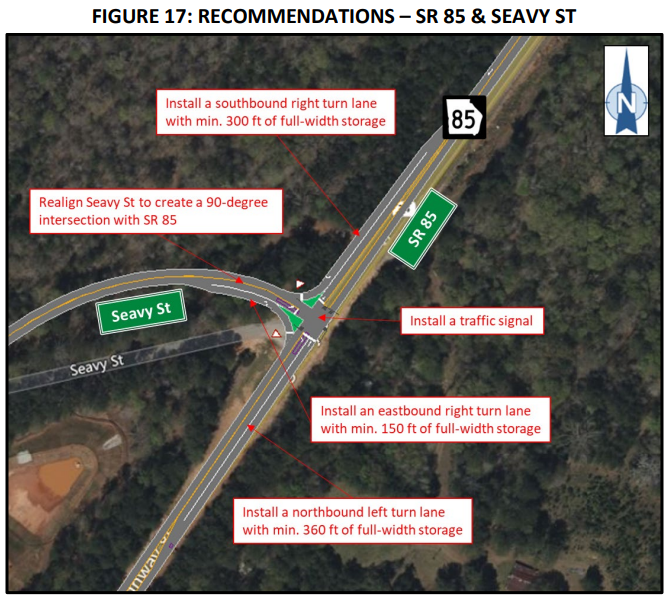 FIGURE 17: RECOMMENDATIONS – SR 85 & SEAVY ST
Install a southbound right turn lane
with min. 300 ft of full-width storage
85
N
Realign Seavy St to create a 90-degree
intersection with SR 85
SR 85
Seavy St
Install a traffic signal
Seavy St
Install an eastbound right turn lane
with min. 150 ft of full-width storage
Install a northbound left turn lane
with min. 360 ft of full-width storage